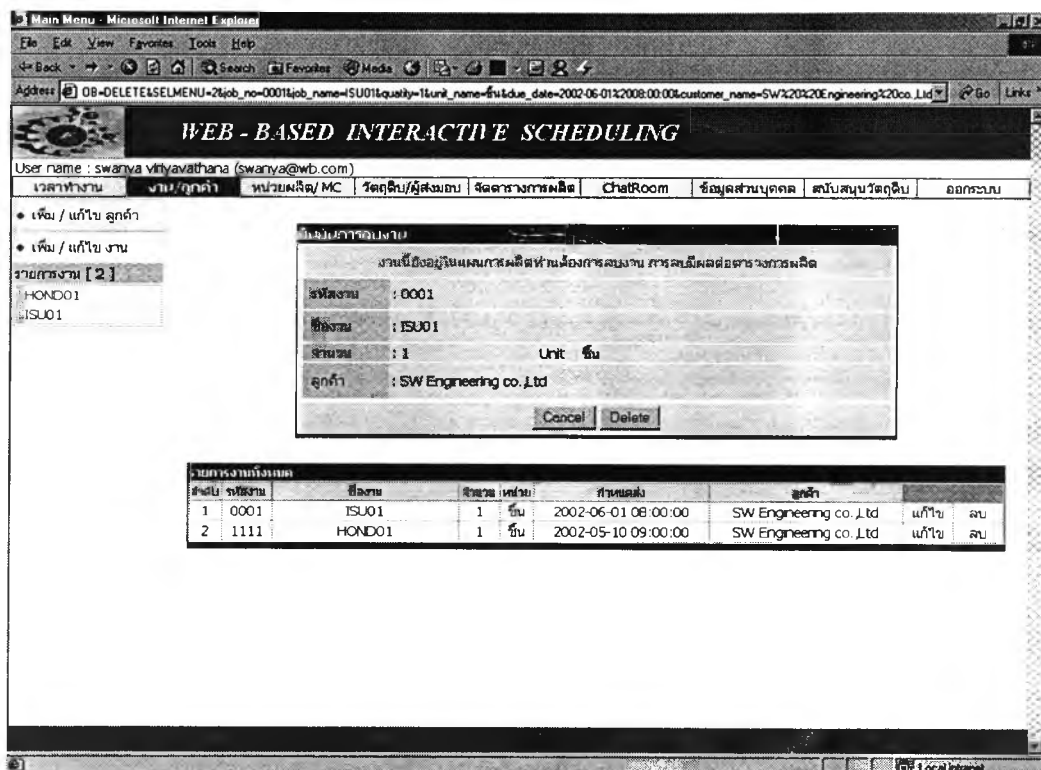 Main Menu - Microsoft Internet Explorer
File Edit View Favorites Tools Help
Back Search Favorites Media
Address OB=DELETE&SELMENU=2&job_no=0001&job_name=ISU01&quatity=1&unit_name=ชิ้น&due_date=2002-06-01%2008:00:00&customer_name=SW%20%20Engineering%20co.,Ltd Go Links
WEB - BASED INTERACTIVE SCHEDULING
User name : swanya viriyavathana (swanya@wb.com)
เวลาทำงาน งาน/ลูกค้า หน่วยผลิต/ MC วัตถุดิบ/ผู้ส่งมอบ จัดตารางการผลิต ChatRoom ข้อมูลส่วนบุคคล สนับสนุนวัตถุดิบ ออกระบบ
เพิ่ม / แก้ไข ลูกค้า
เพิ่ม / แก้ไข งาน
รายการงาน [ 2 ]
HOND01
ISU01
ยืนยันการลบงาน
งานนี้ยังอยู่ในแผนการผลิตท่านต้องการลบงาน การลบมีผลต่อตารางการผลิต
รหัสงาน : 0001
ชื่องาน : ISU01
จำนวน : 1 Unit ชิ้น
ลูกค้า : SW Engineering co.,Ltd
Cancel Delete
รายการงานทั้งหมด
ลำดับ รหัสงาน ชื่องาน จำนวน หน่วย กำหนดส่ง ลูกค้า
1 0001 ISU01 1 ชิ้น 2002-06-01 08:00:00 SW Engineering co.,Ltd แก้ไข ลบ
2 1111 HOND01 1 ชิ้น 2002-05-10 09:00:00 SW Engineering co.,Ltd แก้ไข ลบ
Local intranet